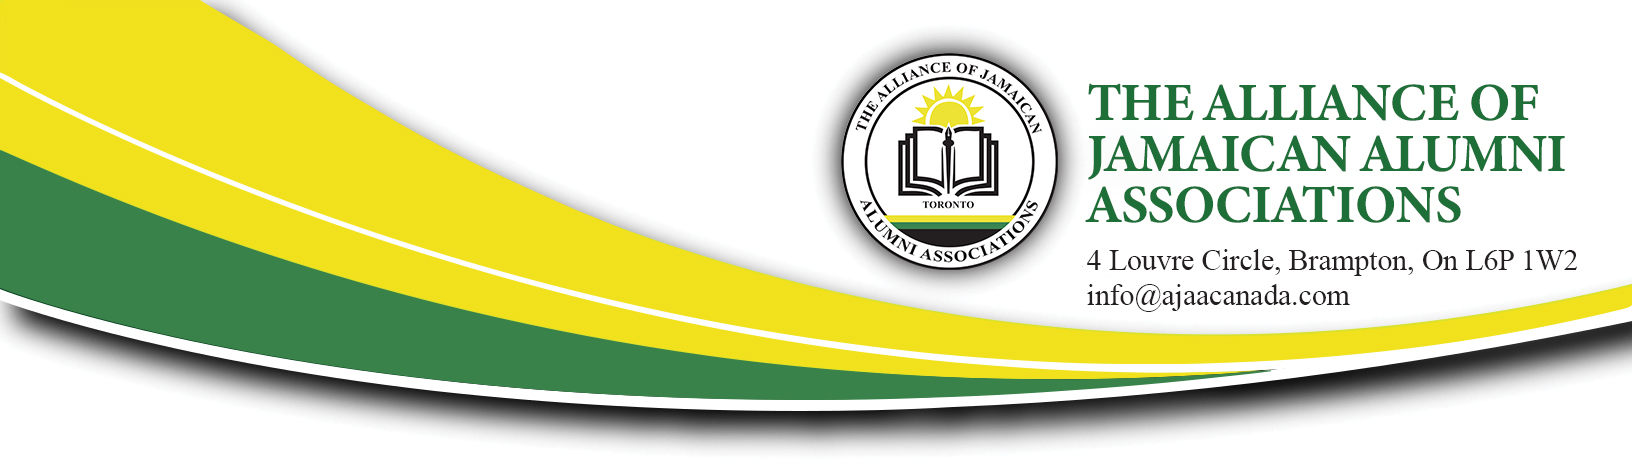 THE ALLIANCE OF JAMAICAN
TORONTO
ALUMNI ASSOCIATIONS
THE ALLIANCE OF
JAMAICAN ALUMNI
ASSOCIATIONS
4 Louvre Circle, Brampton, On L6P 1W2
info@ajaacanada.com